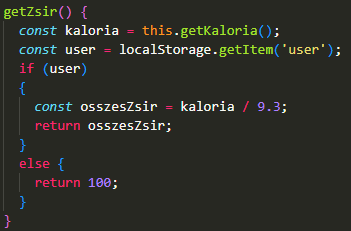 getZsir() {
const kaloria = this.getKaloria();
const user = localStorage.getItem('user');
if (user)
{
const osszesZsir = kaloria / 9.3;
return osszesZsir;
}
else {
return 100;
}
}